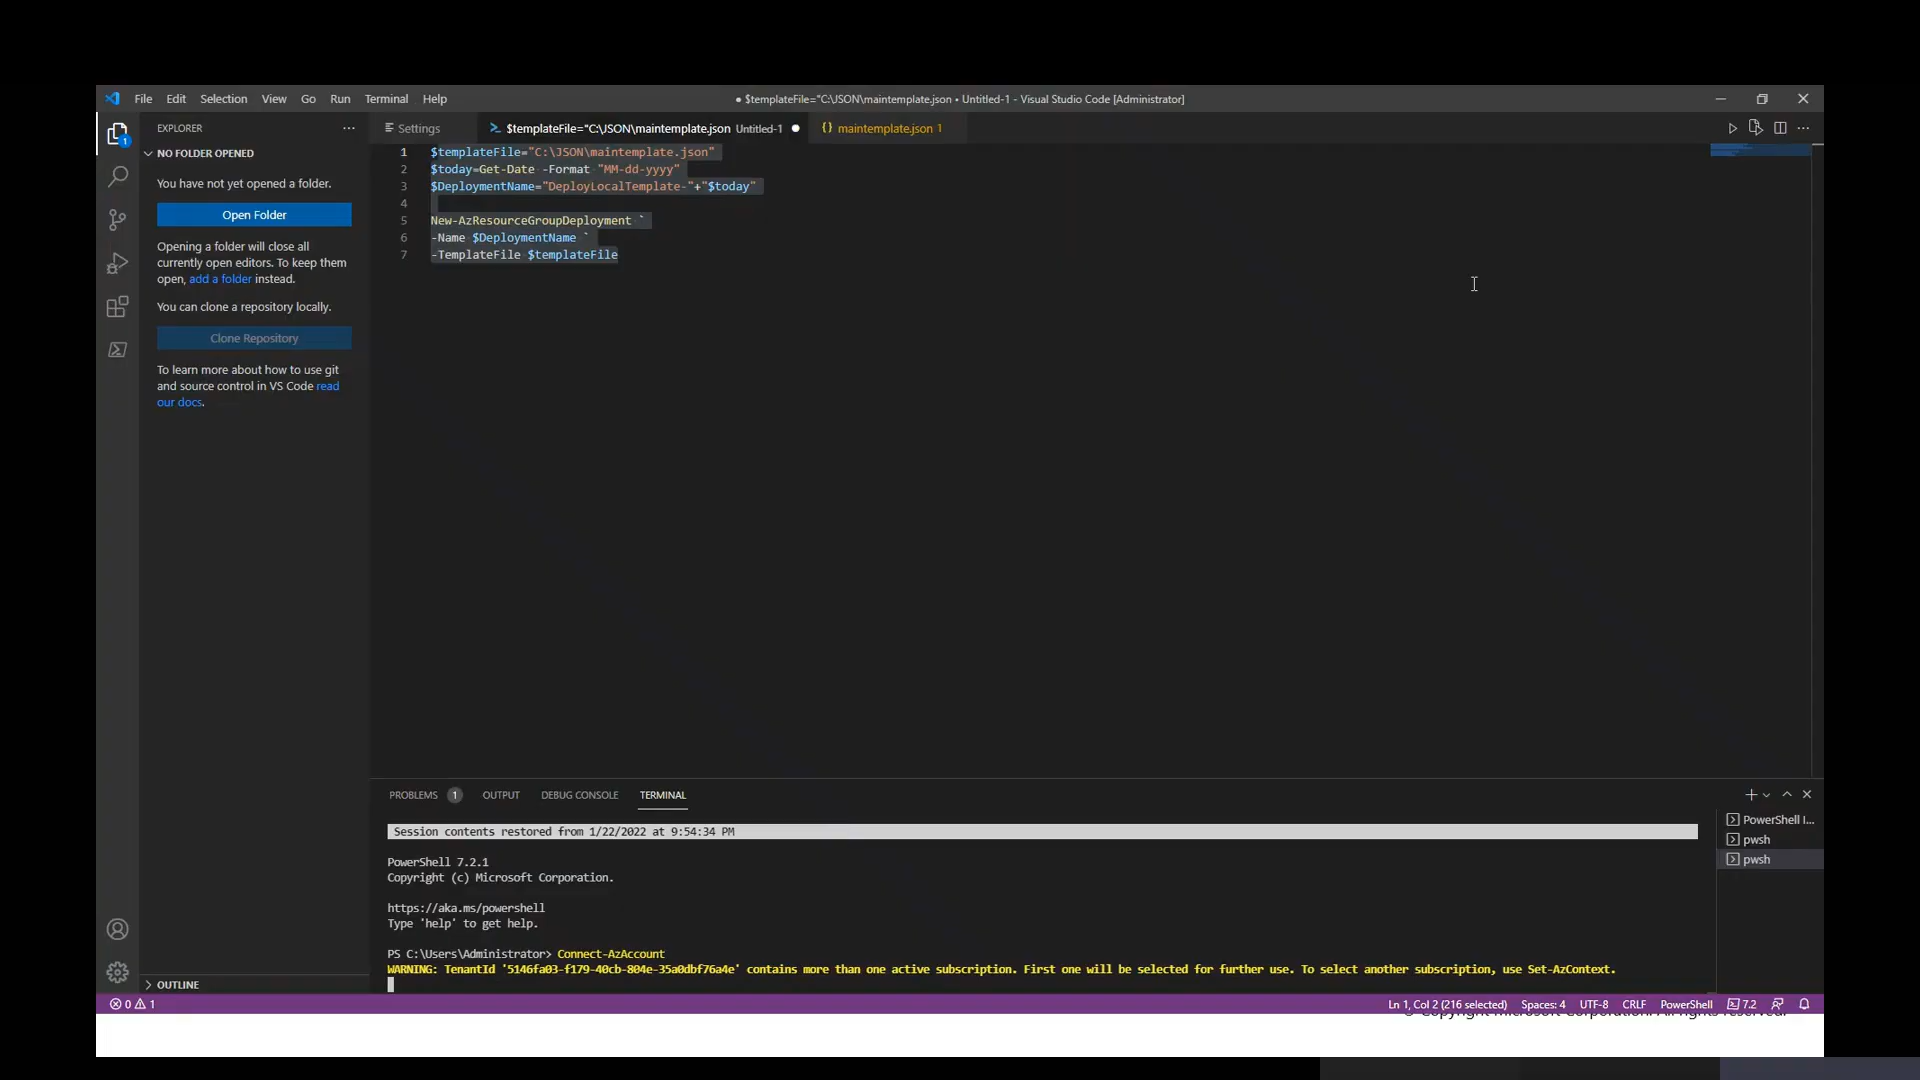 File Edit Selection View Go Run Terminal Help
● $templateFile="C:\JSON\maintemplate.json • Untitled-1 - Visual Studio Code [Administrator]
EXPLORER
Settings
$templateFile="C:\JSON\maintemplate.json Untitled-1
{} maintemplate.json 1
NO FOLDER OPENED
You have not yet opened a folder.
Open Folder
Opening a folder will close all
currently open editors. To keep them
open, add a folder instead.
You can clone a repository locally.
Clone Repository
To learn more about how to use git
and source control in VS Code read
our docs.
1 $templateFile="C:\JSON\maintemplate.json"
2 $today=Get-Date -Format "MM-dd-yyyy"
3 $DeploymentName="DeployLocalTemplate-"+"$today"
4
5 New-AzResourceGroupDeployment `
6 -Name $DeploymentName `
7 -TemplateFile $templateFile
PROBLEMS 1 OUTPUT DEBUG CONSOLE TERMINAL
Session contents restored from 1/22/2022 at 9:54:34 PM
PowerShell 7.2.1
Copyright (c) Microsoft Corporation.
https://aka.ms/powershell
Type 'help' to get help.
PS C:\Users\Administrator> Connect-AzAccount
WARNING: TenantId '5146fa03-f179-40cb-804e-35a0dbf76a4e' contains more than one active subscription. First one will be selected for further use. To select another subscription, use Set-AzContext.
PowerShell I...
pwsh
pwsh
OUTLINE
0 1
Ln 1, Col 2 (216 selected) Spaces: 4 UTF-8 CRLF PowerShell 7.2
© Copyright Microsoft Corporation. All rights reserved.
1